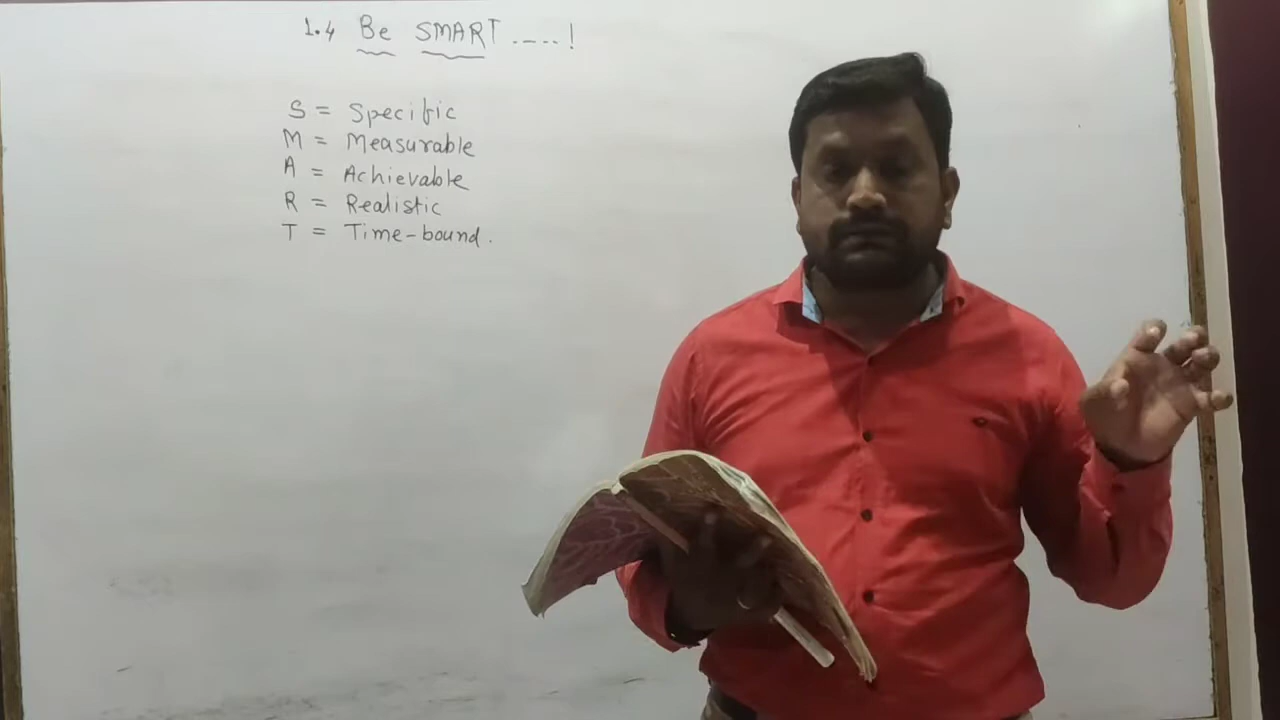 1.4 Be SMART ----!
S = Specific
M = Measurable
A = Achievable
R = Realistic
T = Time-bound.